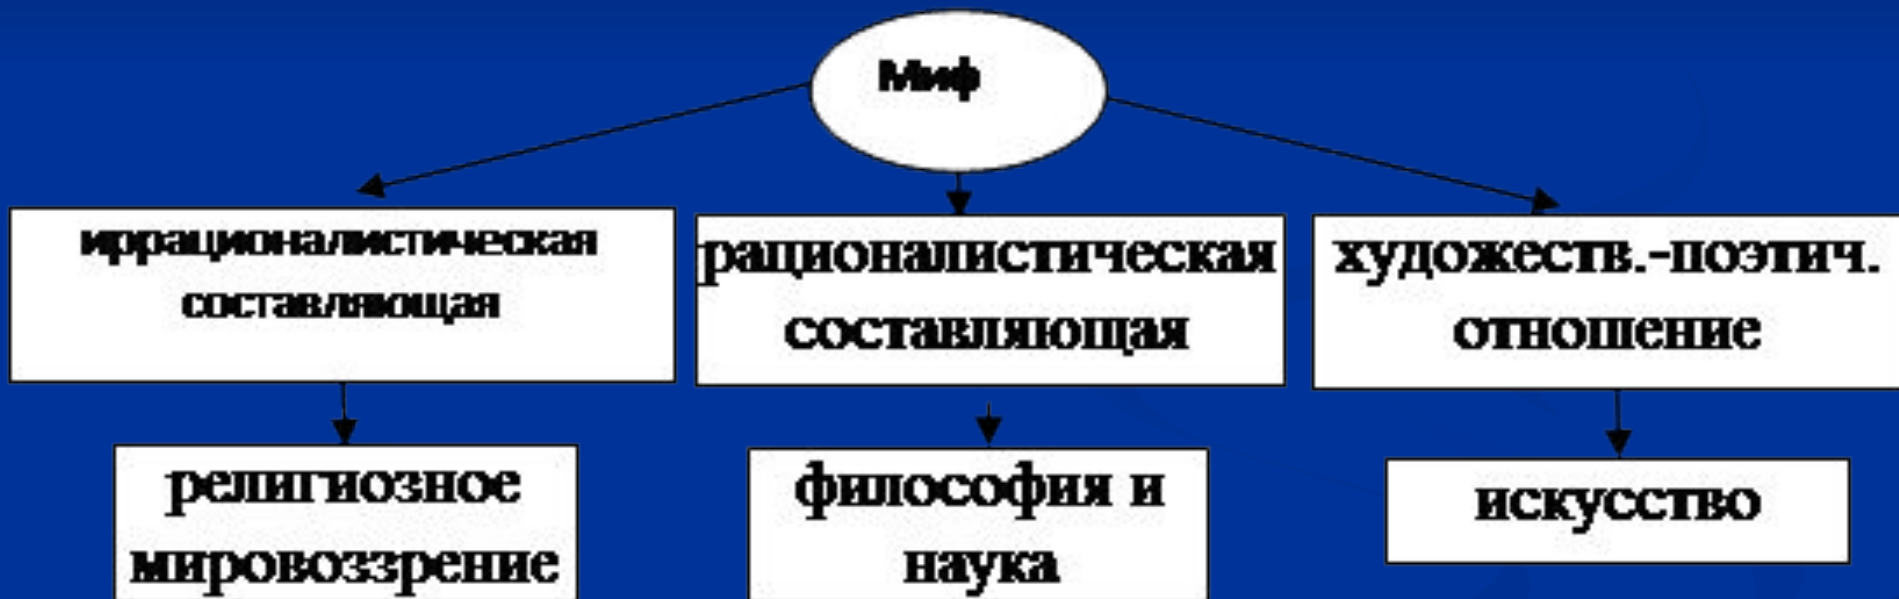 Миф
иррационалистическая
составляющая
рационалистическая
составляющая
художеств.-поэтич.
отношение
религиозное
мировоззрение
философия и
наука
искусство